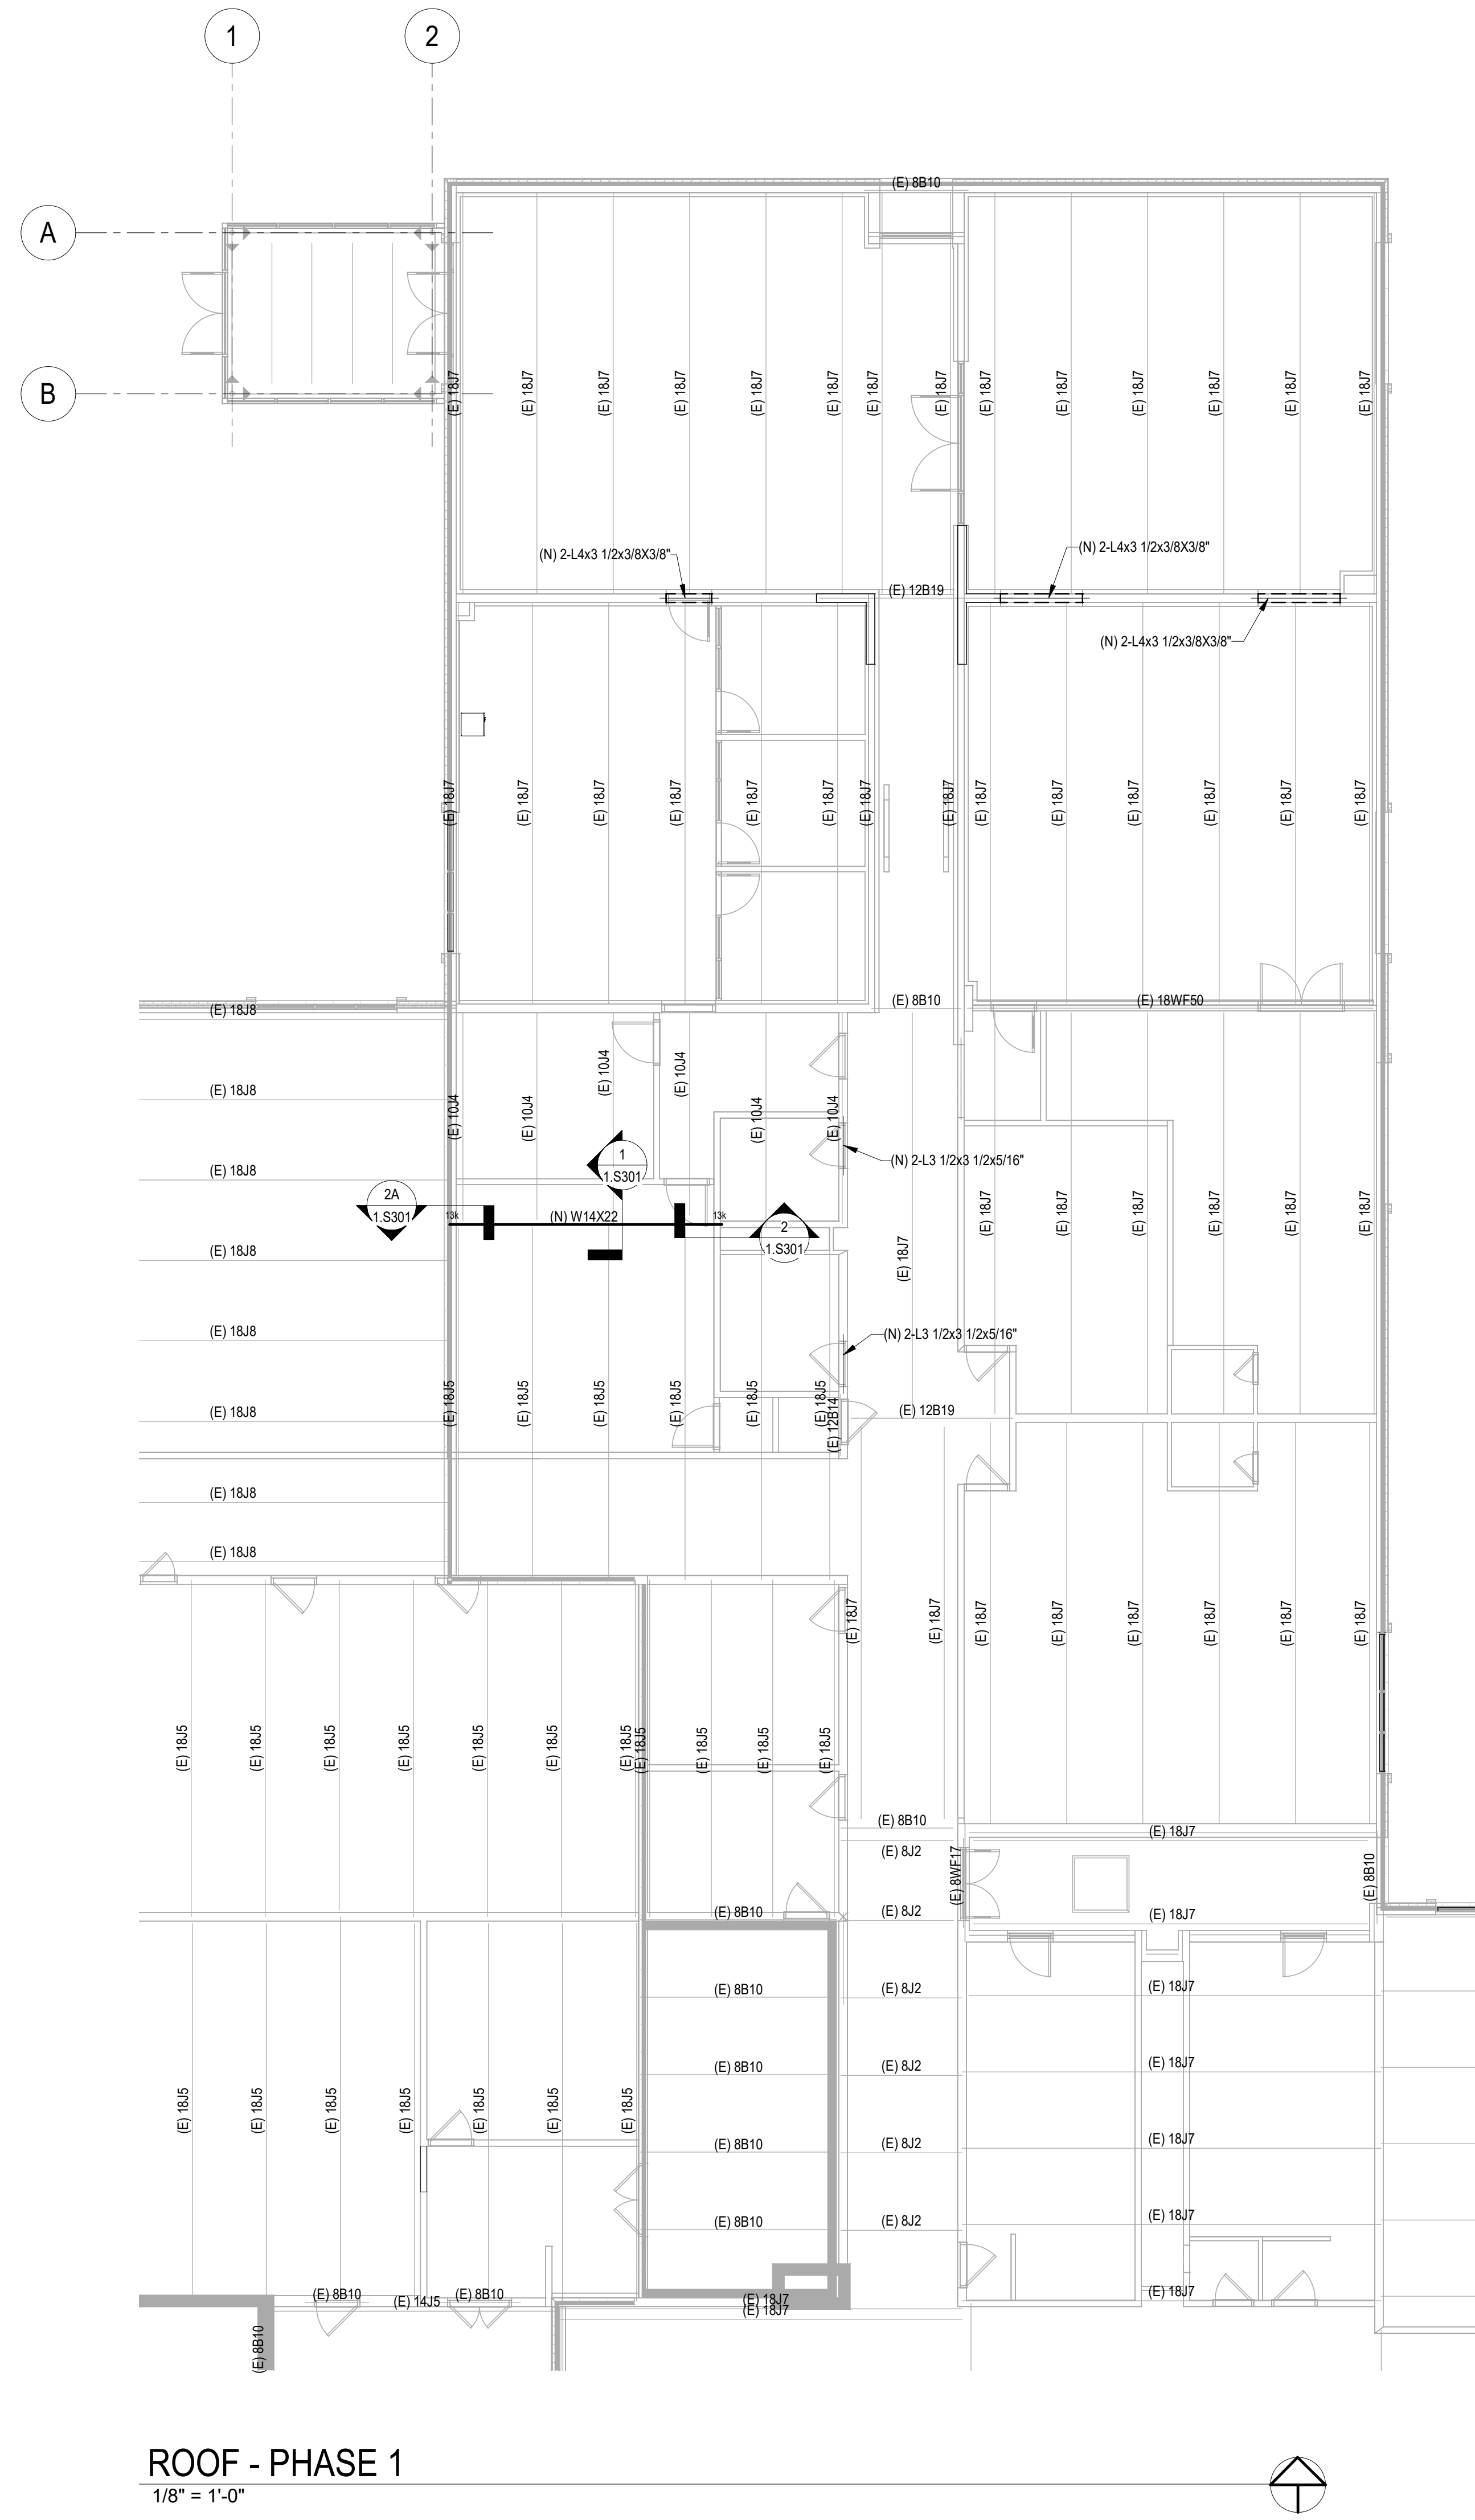 1
2
(E) 8B10
A
B
(E) 18J7
(E) 18J7
(E) 18J7
(E) 18J7
(E) 18J7
(E) 18J7
(E) 18J7
(E) 18J7
(E) 18J7
(E) 18J7
(E) 18J7
(E) 18J7
(E) 18J7
(E) 18J7
(N) 2-L4x3 1/2x3/8X3/8"
(N) 2-L4x3 1/2x3/8X3/8"
(E) 12B19
(N) 2-L4x3 1/2x3/8X3/8"
(E) 18J7
(E) 18J7
(E) 18J7
(E) 18J7
(E) 18J7
(E) 18J7
(E) 18J7
(E) 18J7
(E) 18J7
(E) 18J7
(E) 18J7
(E) 18J7
(E) 18J7
(E) 18J7
(E) 18J8
(E) 8B10
(E) 18WF50
(E) 18J8
(E) 10J4
(E) 10J4
(E) 10J4
(E) 10J4
(E) 10J4
(E) 10J4
1
1.S301
(N) 2-L3 1/2x3 1/2x5/16"
(E) 18J8
2A
1.S301
13k
(N) W14X22
13k
2
1.S301
(E) 18J7
(E) 18J7
(E) 18J7
(E) 18J7
(E) 18J7
(E) 18J7
(E) 18J7
(E) 18J8
(E) 18J8
(N) 2-L3 1/2x3 1/2x5/16"
(E) 18J8
(E) 18J5
(E) 18J5
(E) 18J5
(E) 18J5
(E) 18J5
(E) 18J5
(E) 12B14
(E) 12B19
(E) 18J8
(E) 18J8
(E) 18J7
(E) 18J7
(E) 18J7
(E) 18J7
(E) 18J7
(E) 18J7
(E) 18J7
(E) 18J7
(E) 18J5
(E) 18J5
(E) 18J5
(E) 18J5
(E) 18J5
(E) 18J5
(E) 18J5
(E) 18J5
(E) 18J5
(E) 18J5
(E) 18J5
(E) 8B10
(E) 8J2
(E) 18J7
(E) 8WF17
(E) 8B10
(E) 8B10
(E) 8J2
(E) 18J7
(E) 8B10
(E) 8J2
(E) 18J7
(E) 8B10
(E) 8J2
(E) 18J7
(E) 18J5
(E) 18J5
(E) 18J5
(E) 18J5
(E) 18J5
(E) 18J5
(E) 18J5
(E) 8B10
(E) 8J2
(E) 18J7
(E) 8B10
(E) 8J2
(E) 18J7
(E) 8B10
(E) 14J5
(E) 8B10
(E) 18J7
(E) 18J7
(E) 18J7
(E) 8B10
ROOF - PHASE 1
1/8" = 1'-0"